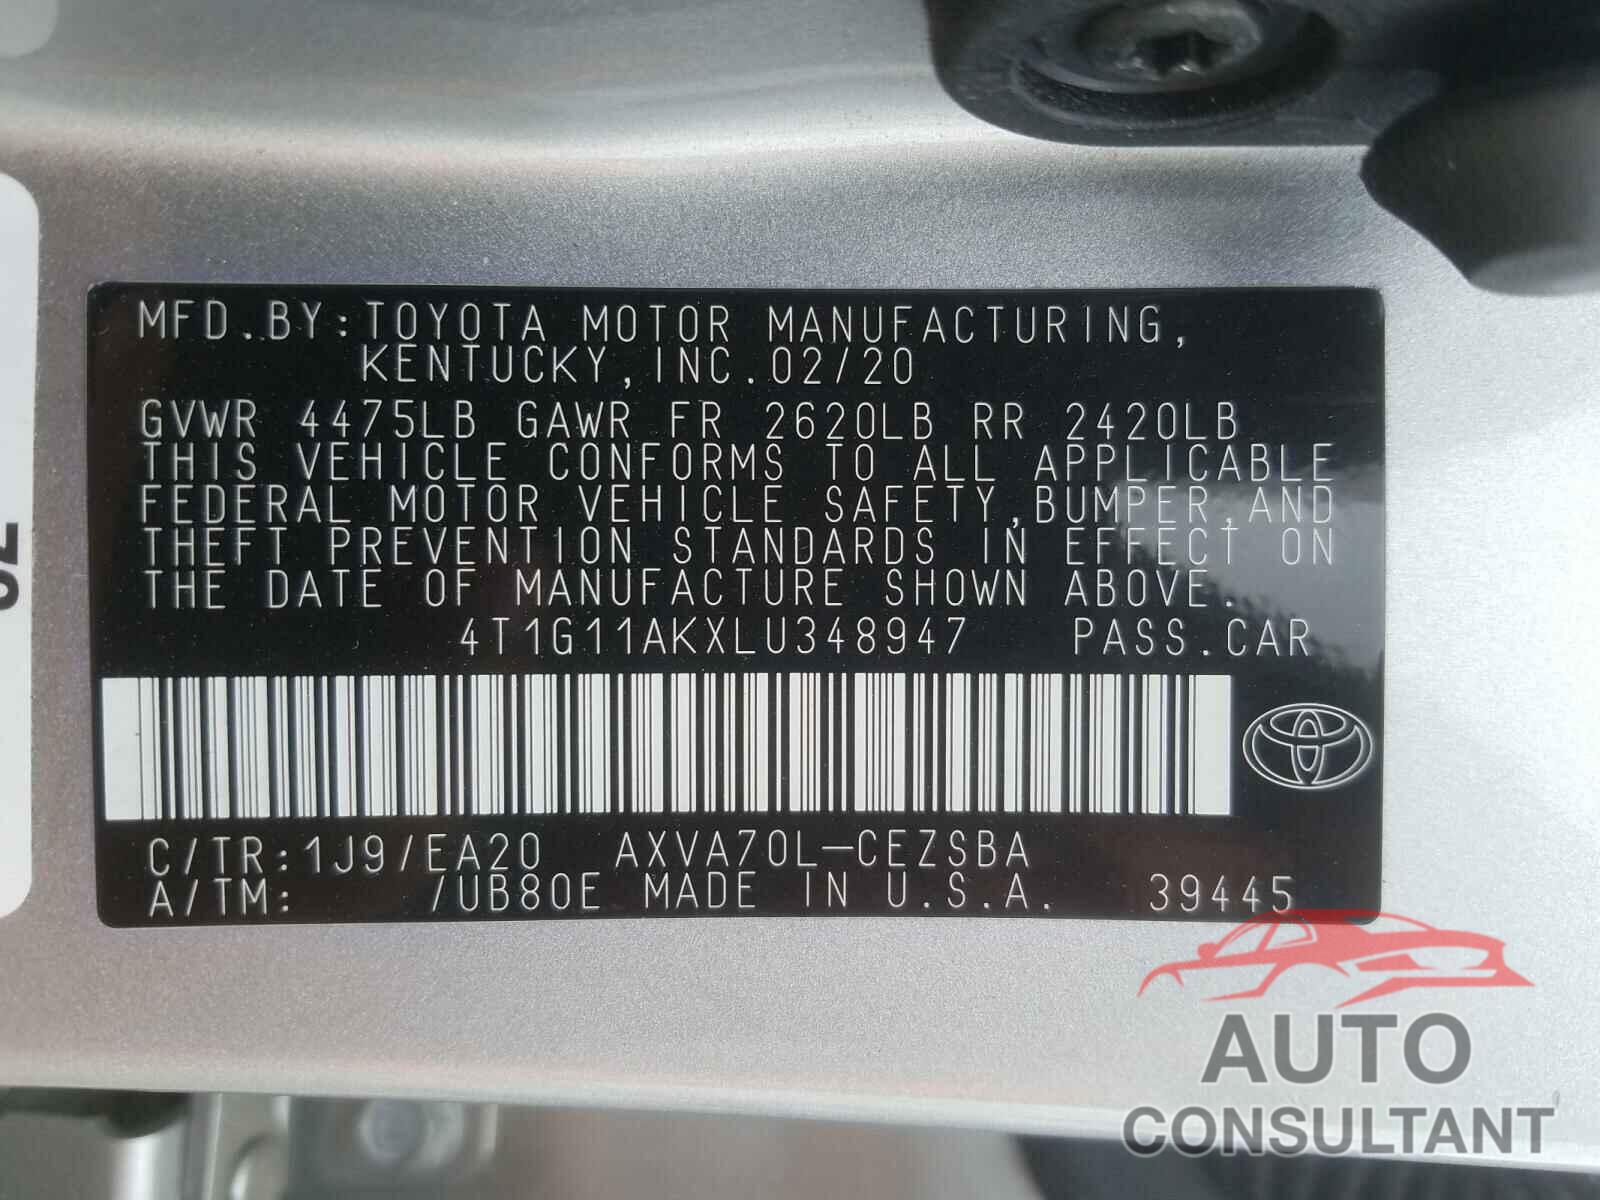 MFD.BY:TOYOTA MOTOR MANUFACTURING,
KENTUCKY,INC.02/20
GVWR 4475LB GAWR FR 2620LB RR 2420LB
THIS VEHICLE CONFORMS TO ALL APPLICABLE
FEDERAL MOTOR VEHICLE SAFETY,BUMPER,AND
THEFT PREVENTION STANDARDS IN EFFECT ON
THE DATE OF MANUFACTURE SHOWN ABOVE.
4T1G11AKXLU348947 PASS.CAR
C/TR:1J9/EA20 AXVA70L-CEZSBA
A/TM: /UB80E MADE IN U.S.A. 39445
AUTO
CONSULTANT